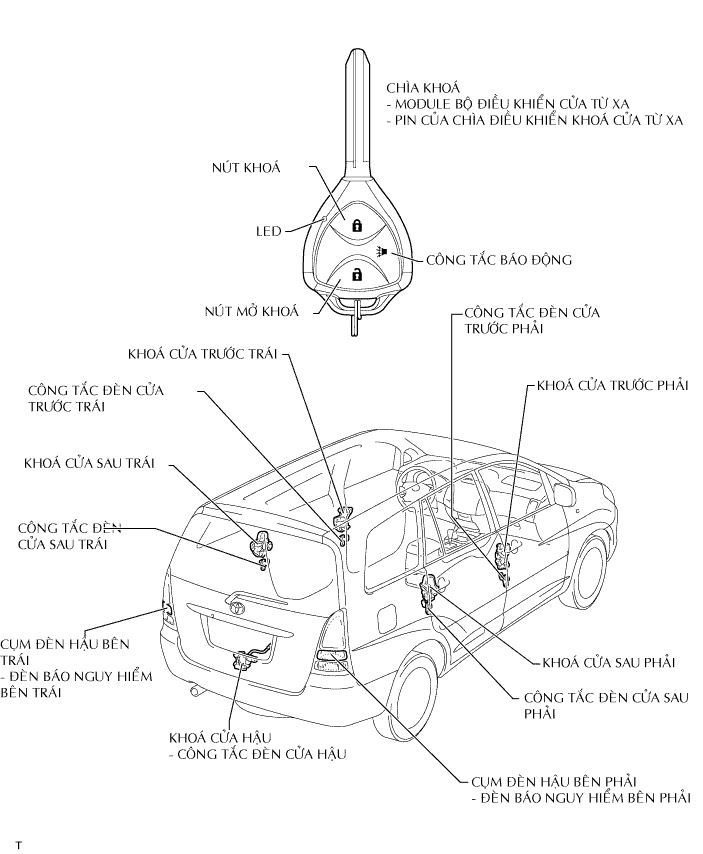 CHÌA KHOÁ
- MODULE BỘ ĐIỀU KHIỂN CỬA TỪ XA
- PIN CỦA CHÌA ĐIỀU KHIỂN KHOÁ CỬA TỪ XA
NÚT KHOÁ
LED
CÔNG TẮC BÁO ĐỘNG
NÚT MỞ KHOÁ
CÔNG TẮC ĐÈN CỬA
TRƯỚC PHẢI
KHOÁ CỬA TRƯỚC TRÁI
CÔNG TẮC ĐÈN CỬA
TRƯỚC TRÁI
KHOÁ CỬA TRƯỚC PHẢI
KHOÁ CỬA SAU TRÁI
CÔNG TẮC ĐÈN
CỬA SAU TRÁI
CỤM ĐÈN HẬU BÊN
TRÁI
- ĐÈN BÁO NGUY HIỂM
BÊN TRÁI
KHOÁ CỬA SAU PHẢI
CÔNG TẮC ĐÈN CỬA SAU
PHẢI
KHOÁ CỬA HẬU
- CÔNG TẮC ĐÈN CỬA HẬU
CỤM ĐÈN HẬU BÊN PHẢI
- ĐÈN BÁO NGUY HIỂM BÊN PHẢI
T